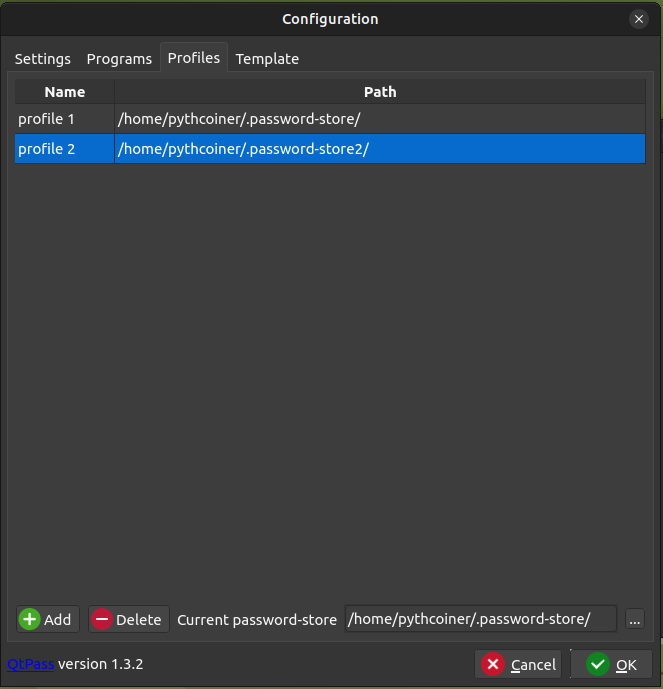 Configuration
Settings Programs Profiles Template
Name Path
profile 1 /home/pythcoiner/.password-store/
profile 2 /home/pythcoiner/.password-store2/
Add Delete Current password-store /home/pythcoiner/.password-store/ ...
QtPass version 1.3.2 Cancel OK